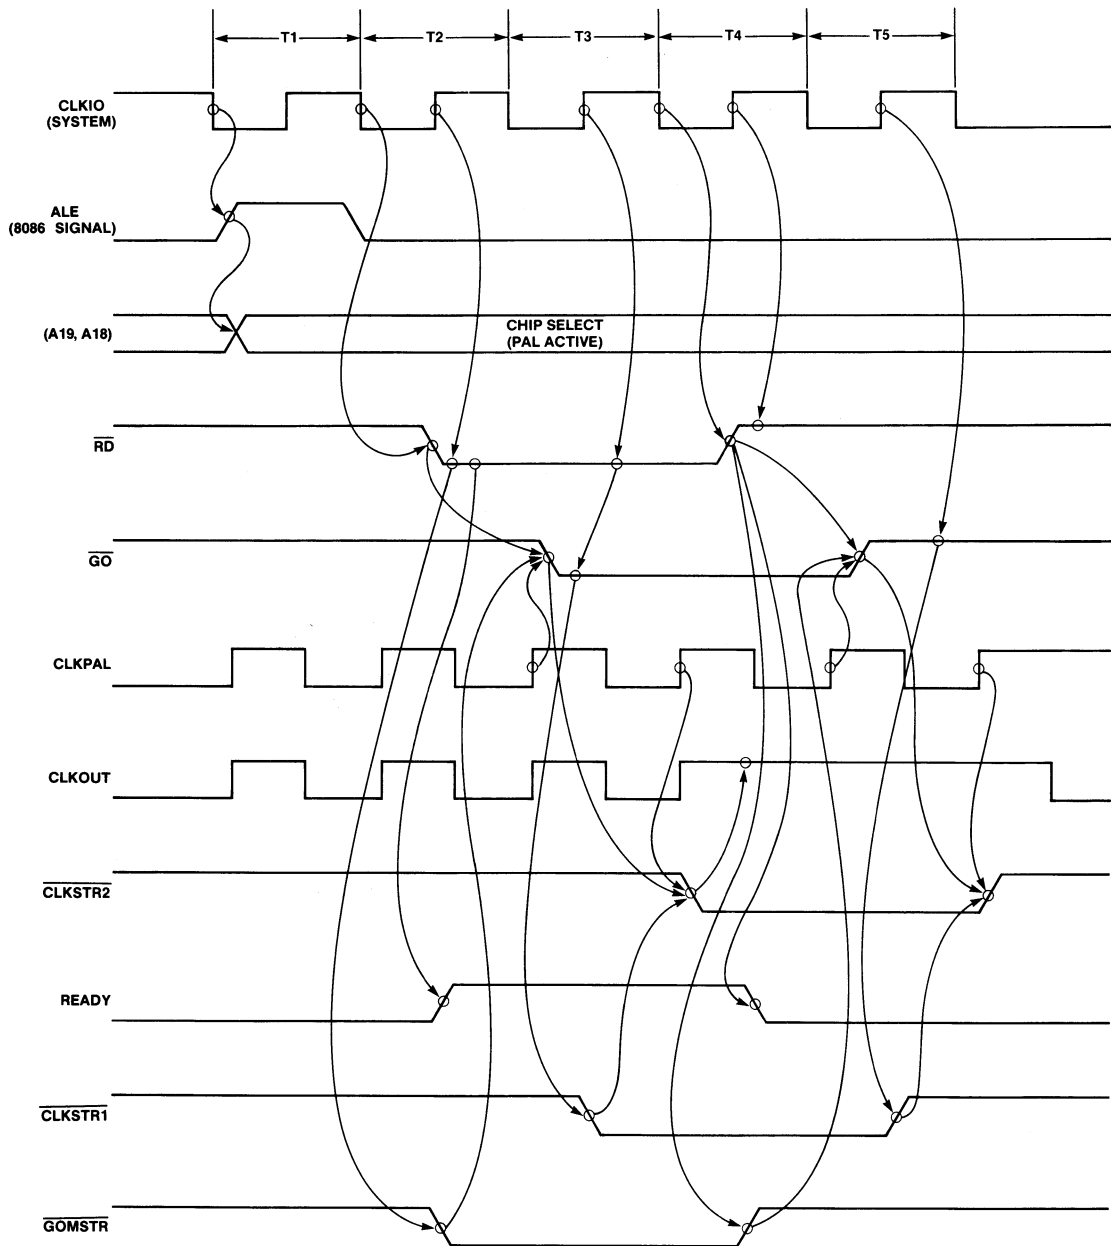 T1 T2 T3 T4 T5
CLKIO
(SYSTEM)
ALE
(8086 SIGNAL)
(A19, A18)
CHIP SELECT
(PAL ACTIVE)
RD
GO
CLKPAL
CLKOUT
CLKSTR2
READY
CLKSTR1
GOMSTR